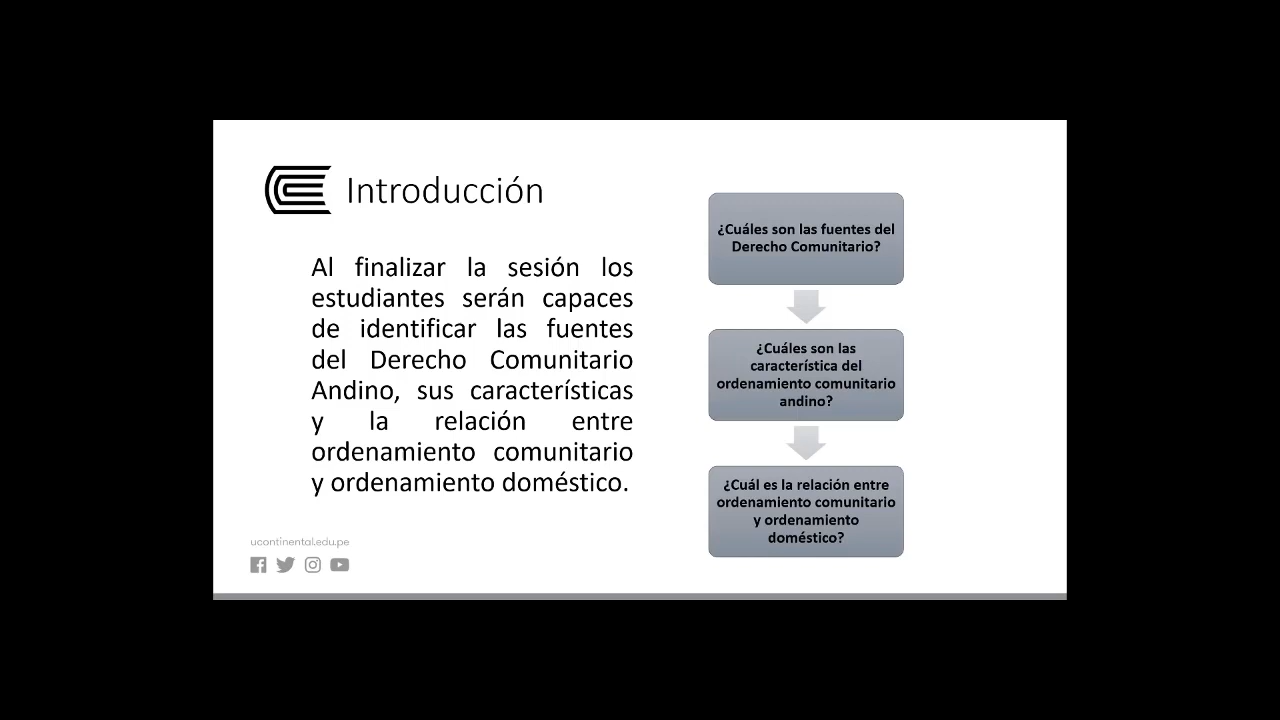 Introducción
Al finalizar la sesión los
estudiantes serán capaces
de identificar las fuentes
del Derecho Comunitario
Andino, sus características
y la relación entre
ordenamiento comunitario
y ordenamiento doméstico.
¿Cuáles son las fuentes del
Derecho Comunitario?
¿Cuáles son las
característica del
ordenamiento comunitario
andino?
¿Cuál es la relación entre
ordenamiento comunitario
y ordenamiento
doméstico?
ucontinental.edu.pe